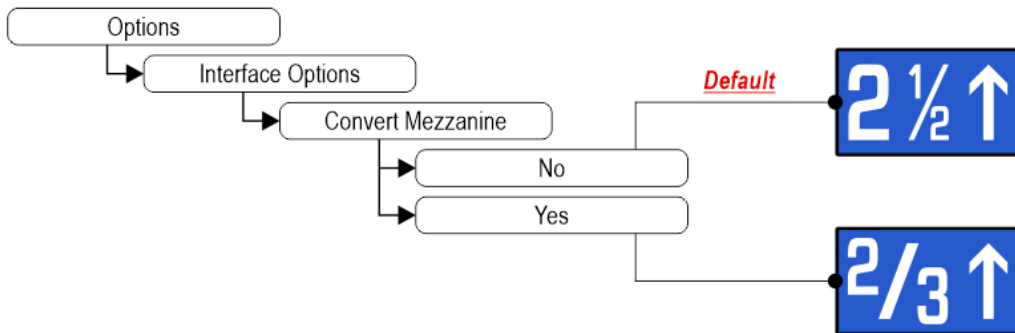 Options
Interface Options
Convert Mezzanine
Default
2 ½ ↑
No
Yes
2/3 ↑